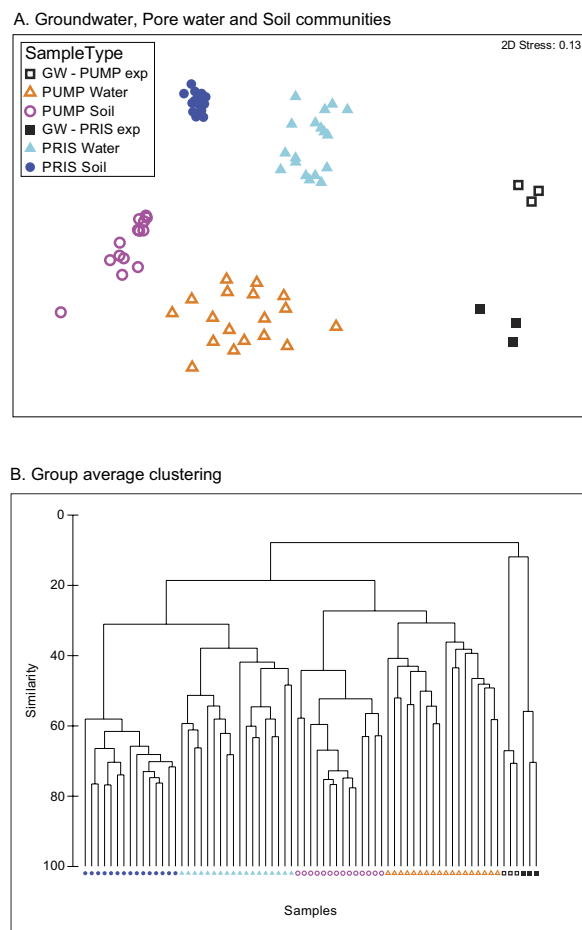 A. Groundwater, Pore water and Soil communities
2D Stress: 0.13
SampleType
GW - PUMP exp
PUMP Water
PUMP Soil
GW - PRIS exp
PRIS Water
PRIS Soil
B. Group average clustering
0
20
40
60
80
100
Similarity
Samples